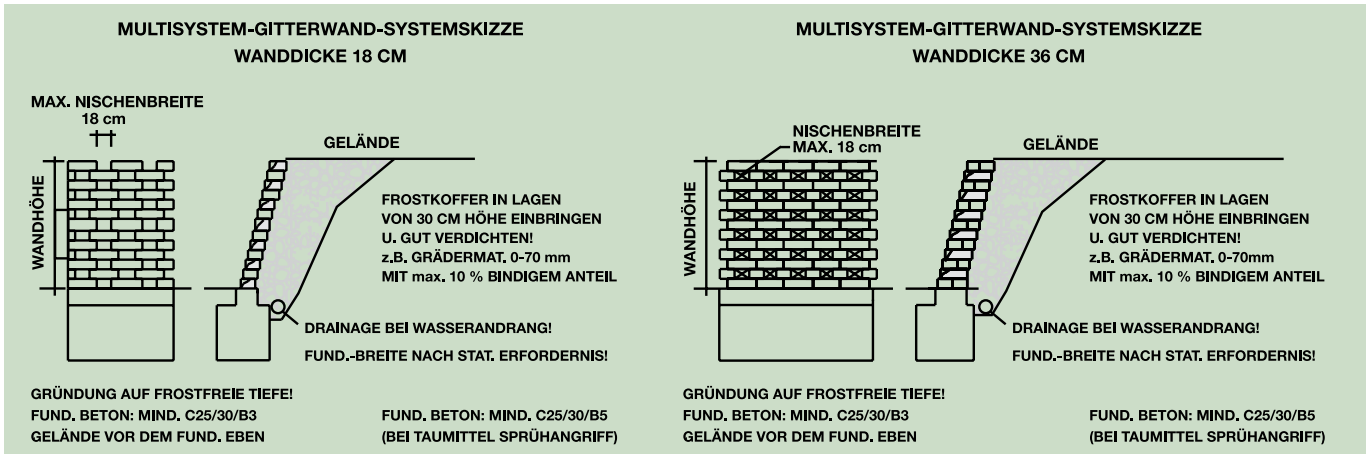 MULTISYSTEM-GITTERWAND-SYSTEMSKIZZE
WANDDICKE 18 CM
MAX. NISCHENBREITE
18 cm
GELÄNDE
WANDHÖHE
FROSTKOFFER IN LAGEN
VON 30 CM HÖHE EINBRINGEN
U. GUT VERDICHTEN!
z.B. GRÄDERMAT. 0-70 mm
MIT max. 10 % BINDIGEM ANTEIL
DRAINAGE BEI WASSERANDRANG!
FUND.-BREITE NACH STAT. ERFORDERNIS!
GRÜNDUNG AUF FROSTFREIE TIEFE!
FUND. BETON: MIND. C25/30/B3
GELÄNDE VOR DEM FUND. EBEN
FUND. BETON: MIND. C25/30/B5
(BEI TAUMITTEL SPRÜHANGRIFF)
MULTISYSTEM-GITTERWAND-SYSTEMSKIZZE
WANDDICKE 36 CM
NISCHENBREITE
MAX. 18 cm
GELÄNDE
WANDHÖHE
FROSTKOFFER IN LAGEN
VON 30 CM HÖHE EINBRINGEN
U. GUT VERDICHTEN!
z.B. GRÄDERMAT. 0-70mm
MIT max. 10 % BINDIGEM ANTEIL
DRAINAGE BEI WASSERANDRANG!
FUND.-BREITE NACH STAT. ERFORDERNIS!
GRÜNDUNG AUF FROSTFREIE TIEFE!
FUND. BETON: MIND. C25/30/B3
GELÄNDE VOR DEM FUND. EBEN
FUND. BETON: MIND. C25/30/B5
(BEI TAUMITTEL SPRÜHANGRIFF)